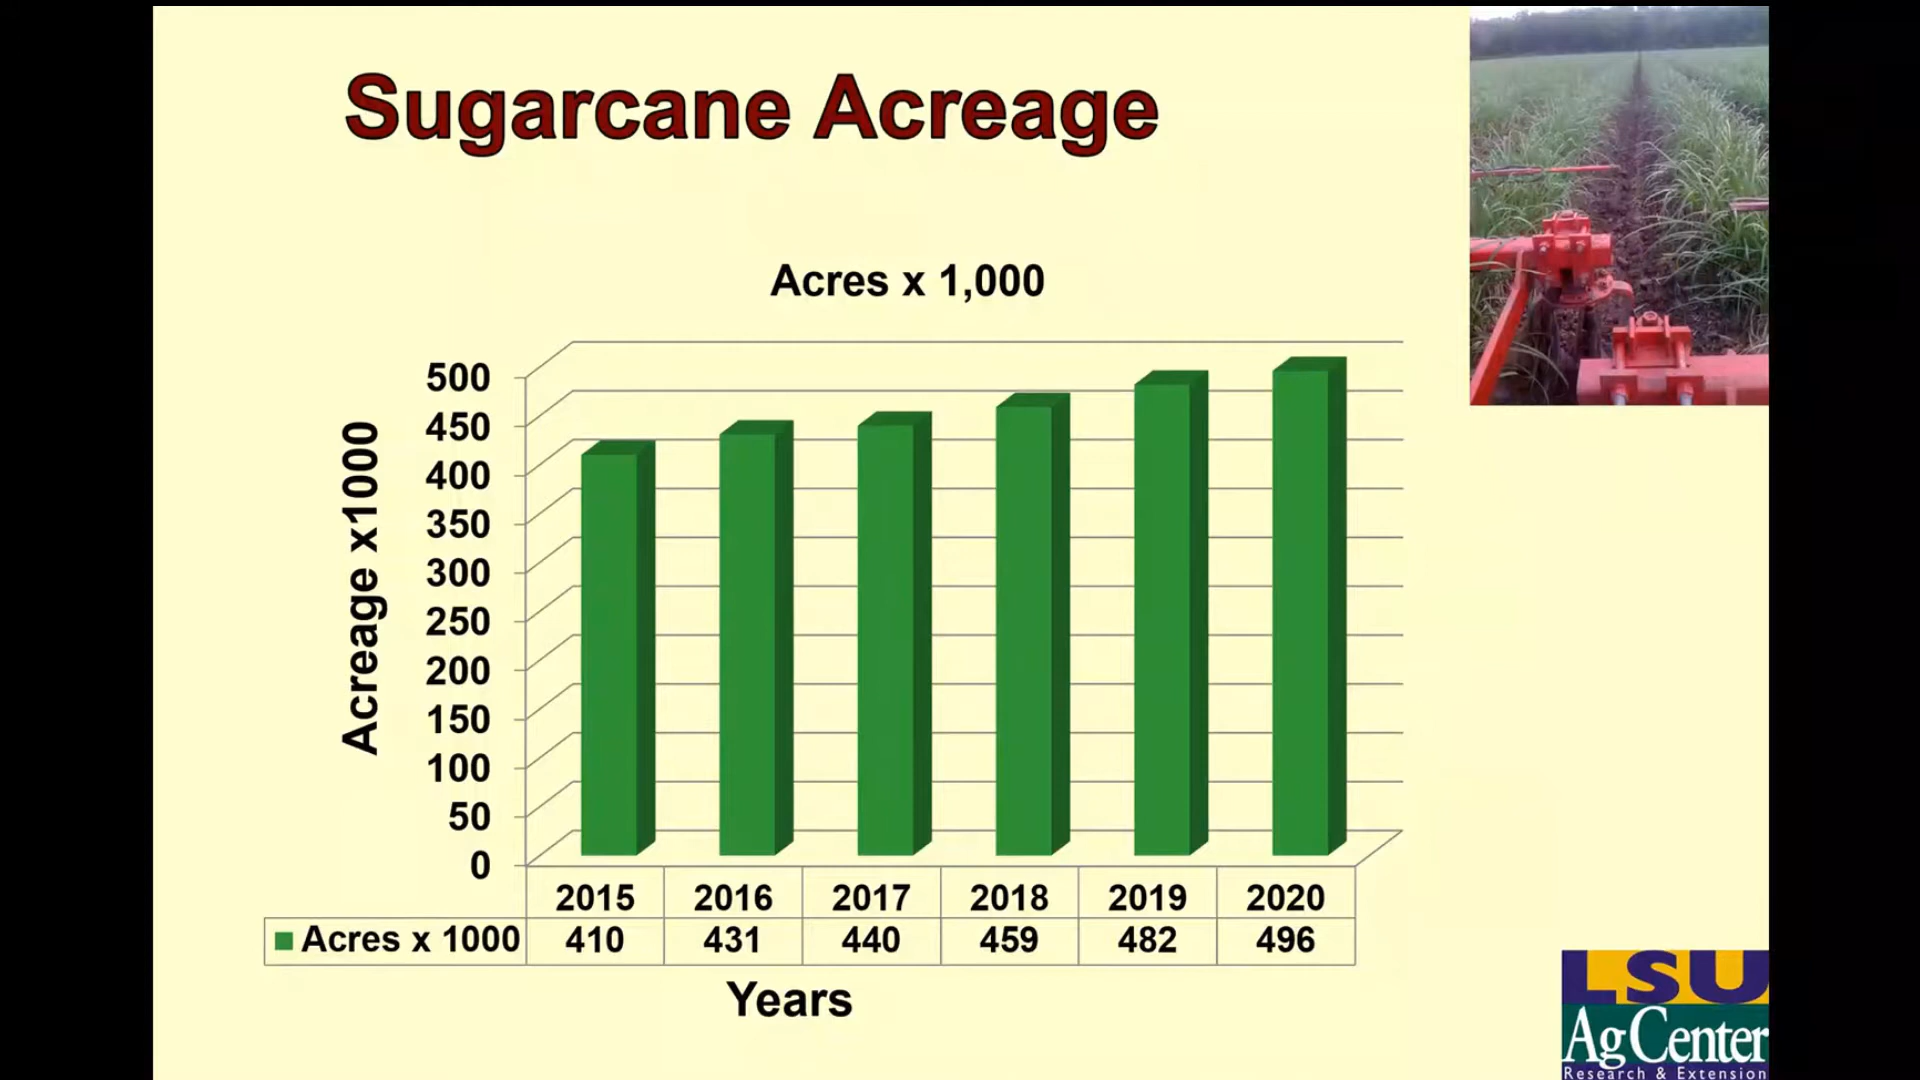 Sugarcane Acreage
Acres x 1,000
Acreage x1000
500
450
400
350
300
250
200
150
100
50
0
2015 2016 2017 2018 2019 2020
Acres x 1000 410 431 440 459 482 496
Years
LSU
AgCenter
Research & Extension